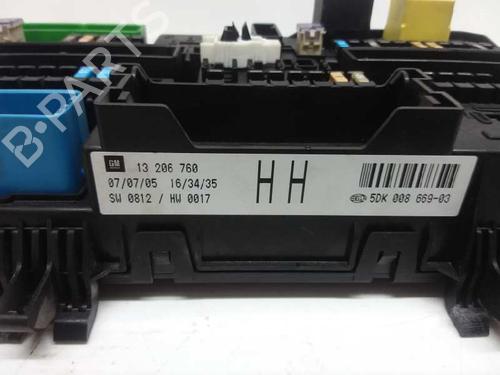 B-PARTS
GM 13 206 760
07/07/05 16/34/35
SW 0812 / HW 0017
HH
5DK 008 669-03